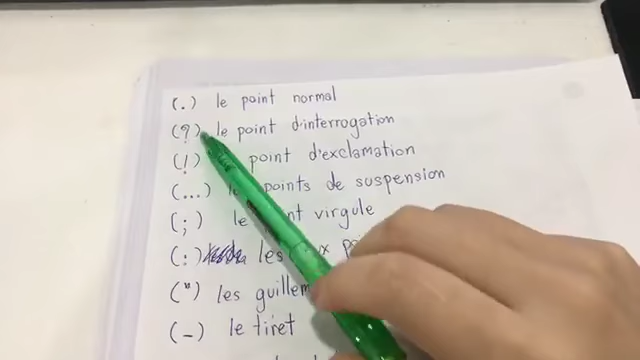 (.) le point normal
(?) le point d'interrogation
(!) point d'exclamation
(...) points de suspension
(;) le virgule
(:) les
(") les
(-) le tiret